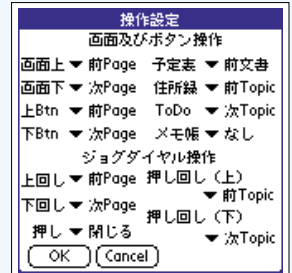 操作設定
画面及びボタン操作
画面上 ▼ 前Page 予定表 ▼ 前文書
画面下 ▼ 次Page 住所録 ▼ 前Topic
上Btn ▼ 前Page ToDo ▼ 次Topic
下Btn ▼ 次Page メモ帳 ▼ なし
ジョグダイヤル操作
上回し ▼ 前Page 押し回し（上）
▼ 前Topic
下回し ▼ 次Page
押し回し（下）
押し ▼ 閉じる
▼ 次Topic
OK Cancel